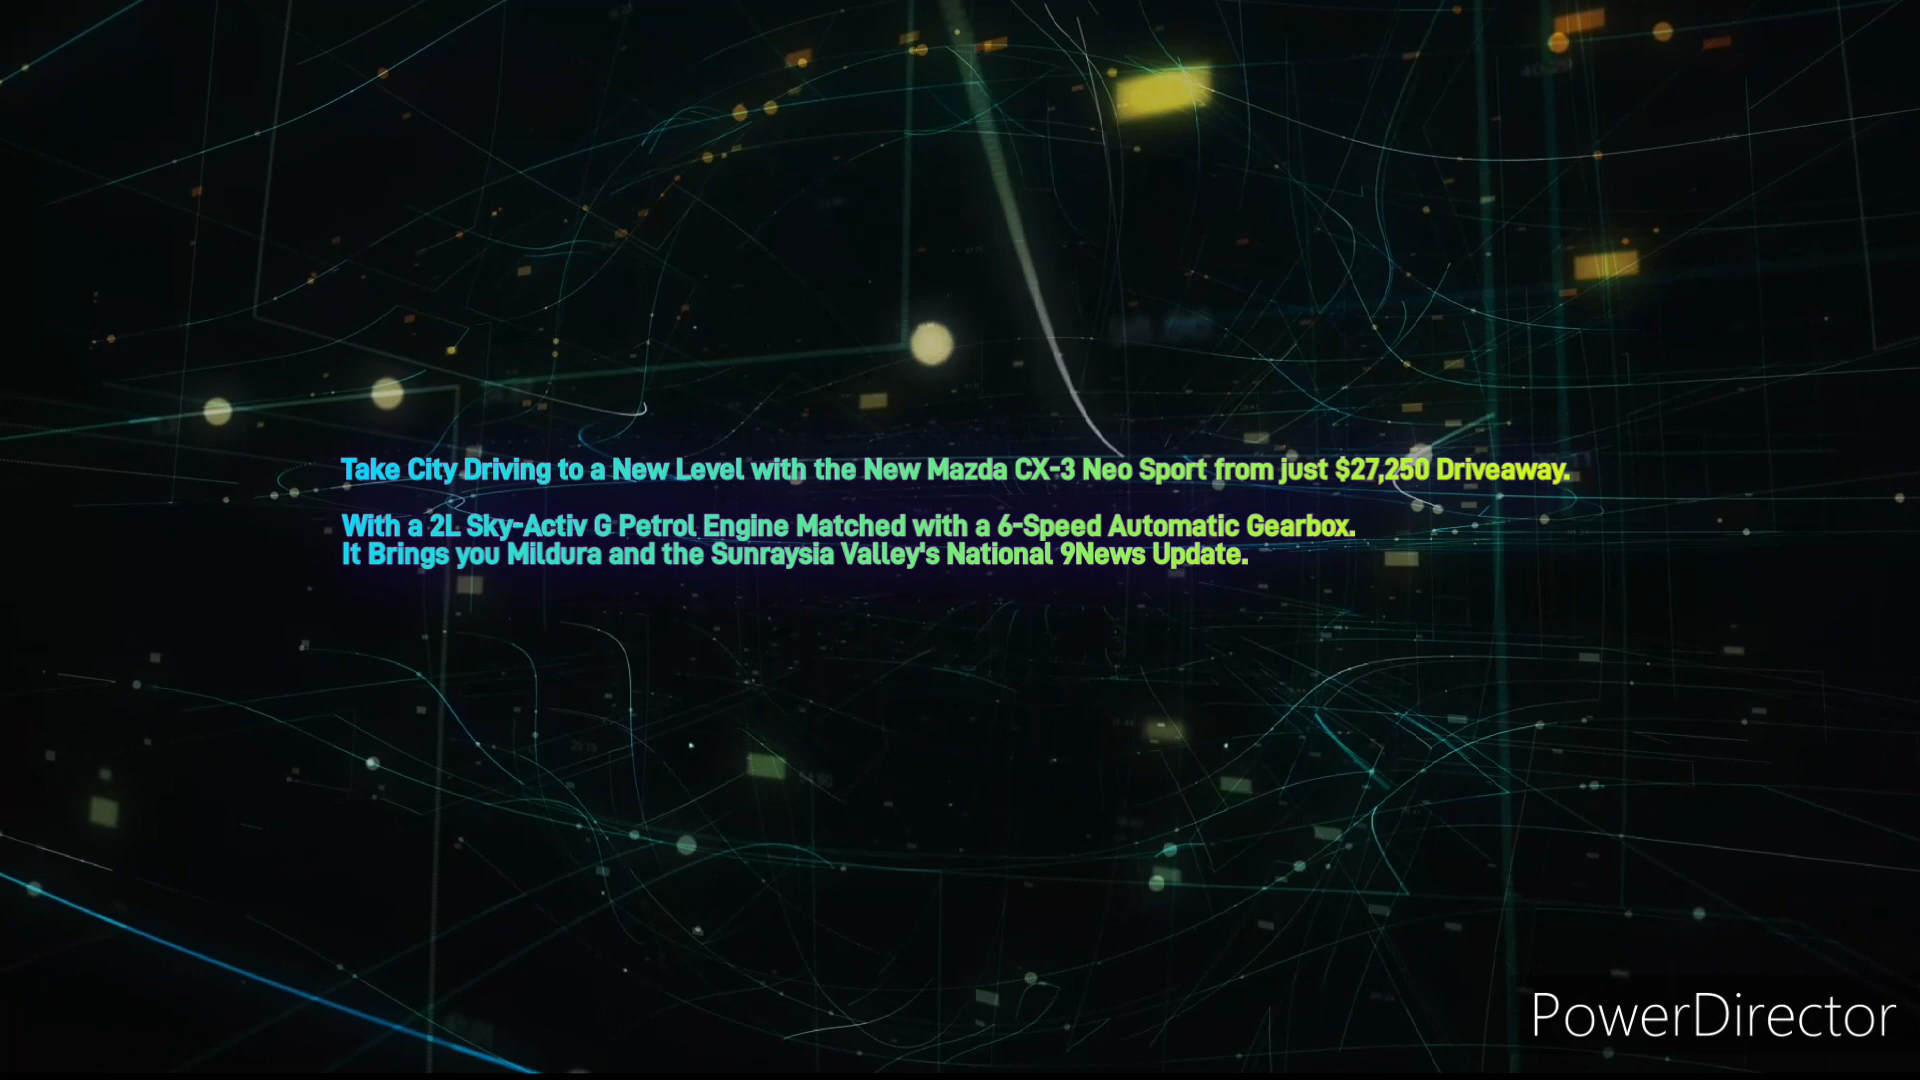 Take City Driving to a New Level with the New Mazda CX-3 Neo Sport from just $27,250 Driveaway.
With a 2L Sky-Activ G Petrol Engine Matched with a 6-Speed Automatic Gearbox.
It Brings you Mildura and the Sunraysia Valley's National 9News Update.
PowerDirector